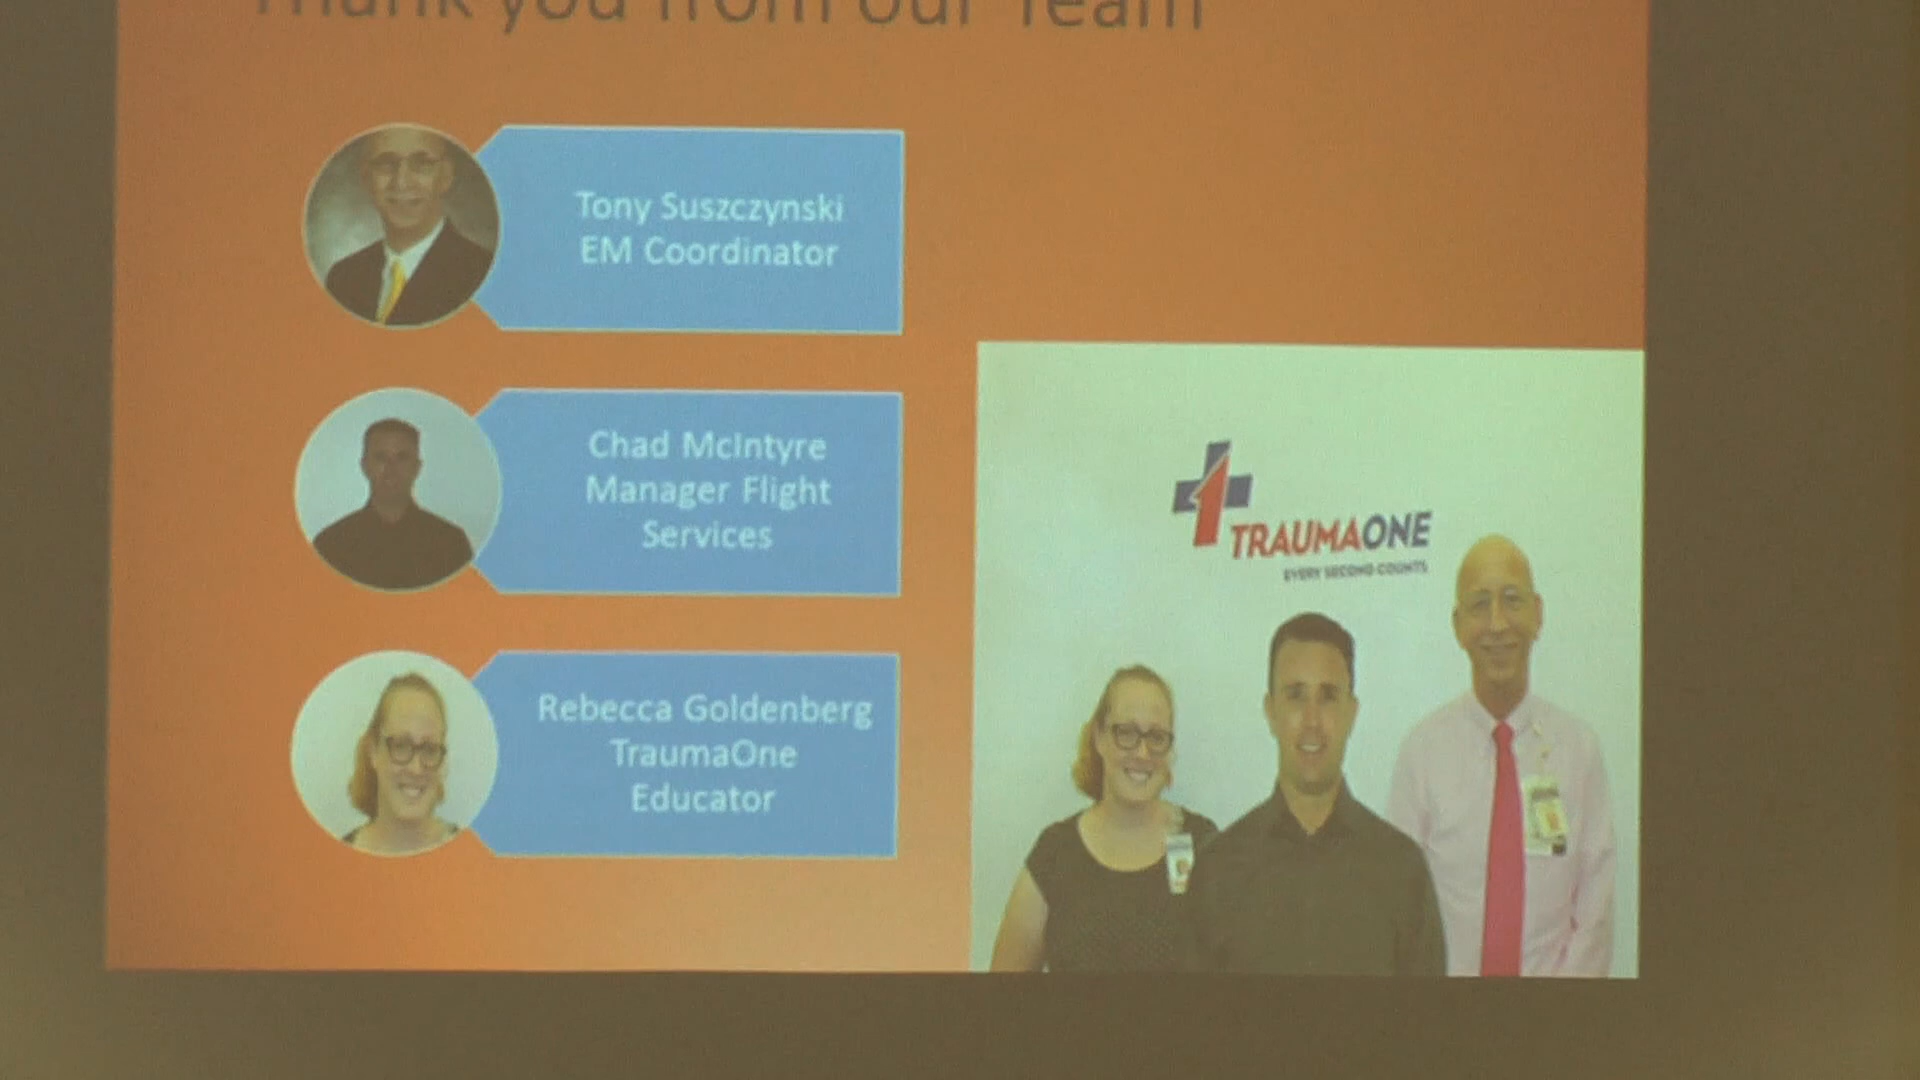 Thank you from our Team
Tony Suszczynski
EM Coordinator
Chad McIntyre
Manager Flight
Services
Rebecca Goldenberg
TraumaOne
Educator
TRAUMAONE
EVERY SECOND COUNTS